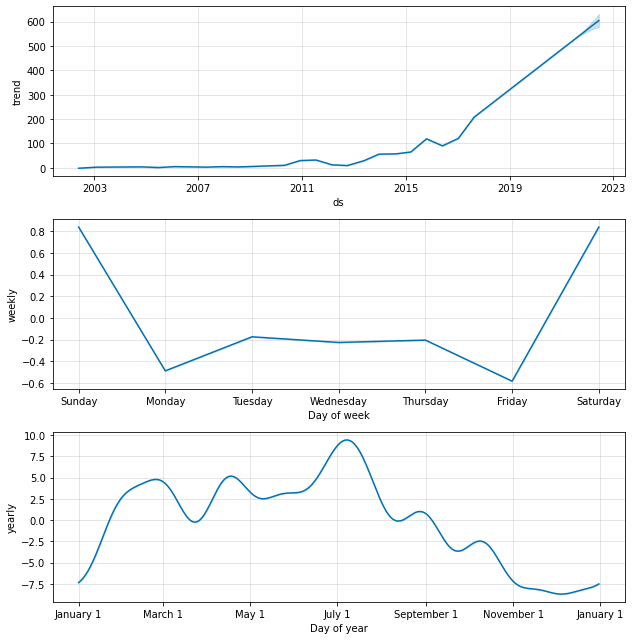 600
500
400
300
200
100
0
trend
2003 2007 2011 2015 2019 2023
ds
0.8
0.6
0.4
0.2
0.0
−0.2
−0.4
−0.6
weekly
Sunday Monday Tuesday Wednesday Thursday Friday Saturday
Day of week
10.0
7.5
5.0
2.5
0.0
−2.5
−5.0
−7.5
yearly
January 1 March 1 May 1 July 1 September 1 November 1 January 1
Day of year